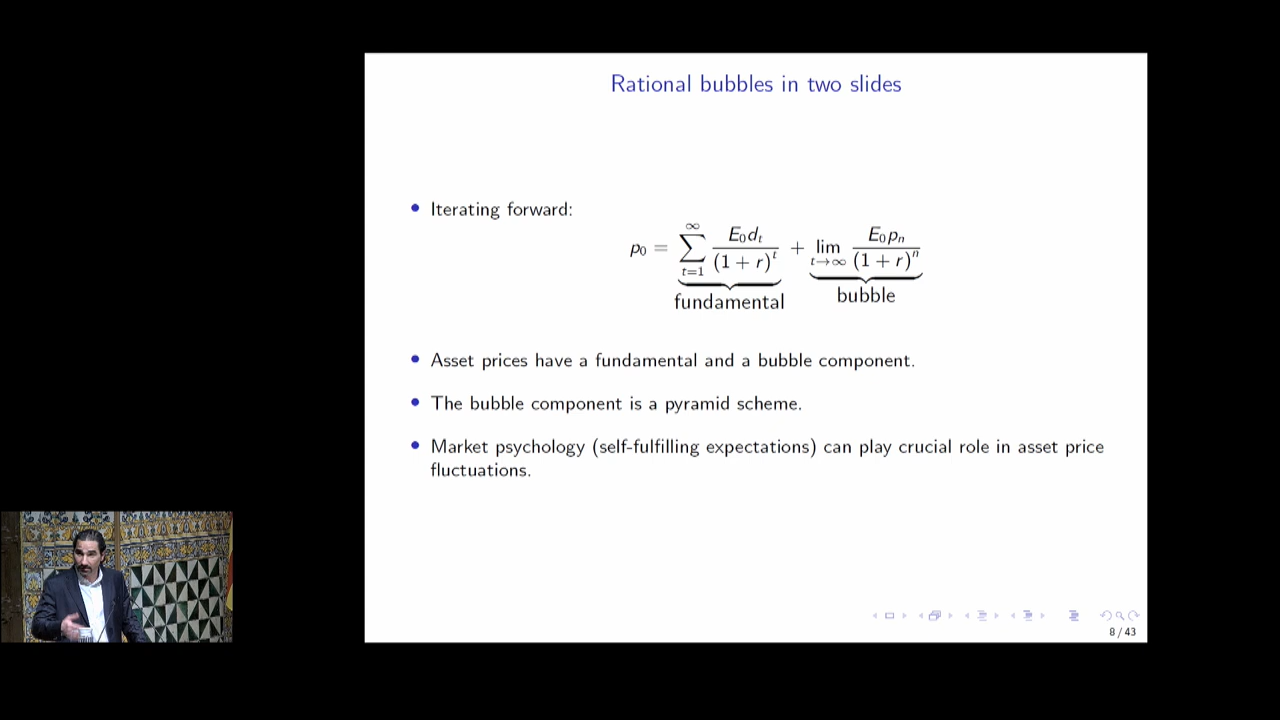 Rational bubbles in two slides
• Iterating forward:
p₀ = ∑_{t=1}^{∞} E₀dₜ / (1 + r)ᵗ + lim_{t→∞} E₀pₙ / (1 + r)ⁿ
fundamental bubble
• Asset prices have a fundamental and a bubble component.
• The bubble component is a pyramid scheme.
• Market psychology (self-fulfilling expectations) can play crucial role in asset price
fluctuations.
8 / 43